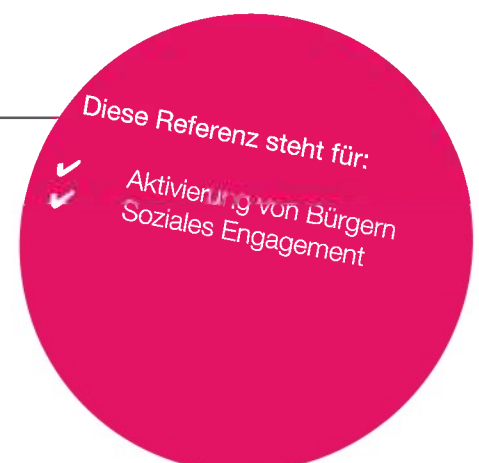 Diese Referenz steht für:
✔ Aktivierung von Bürgern
✔ Soziales Engagement